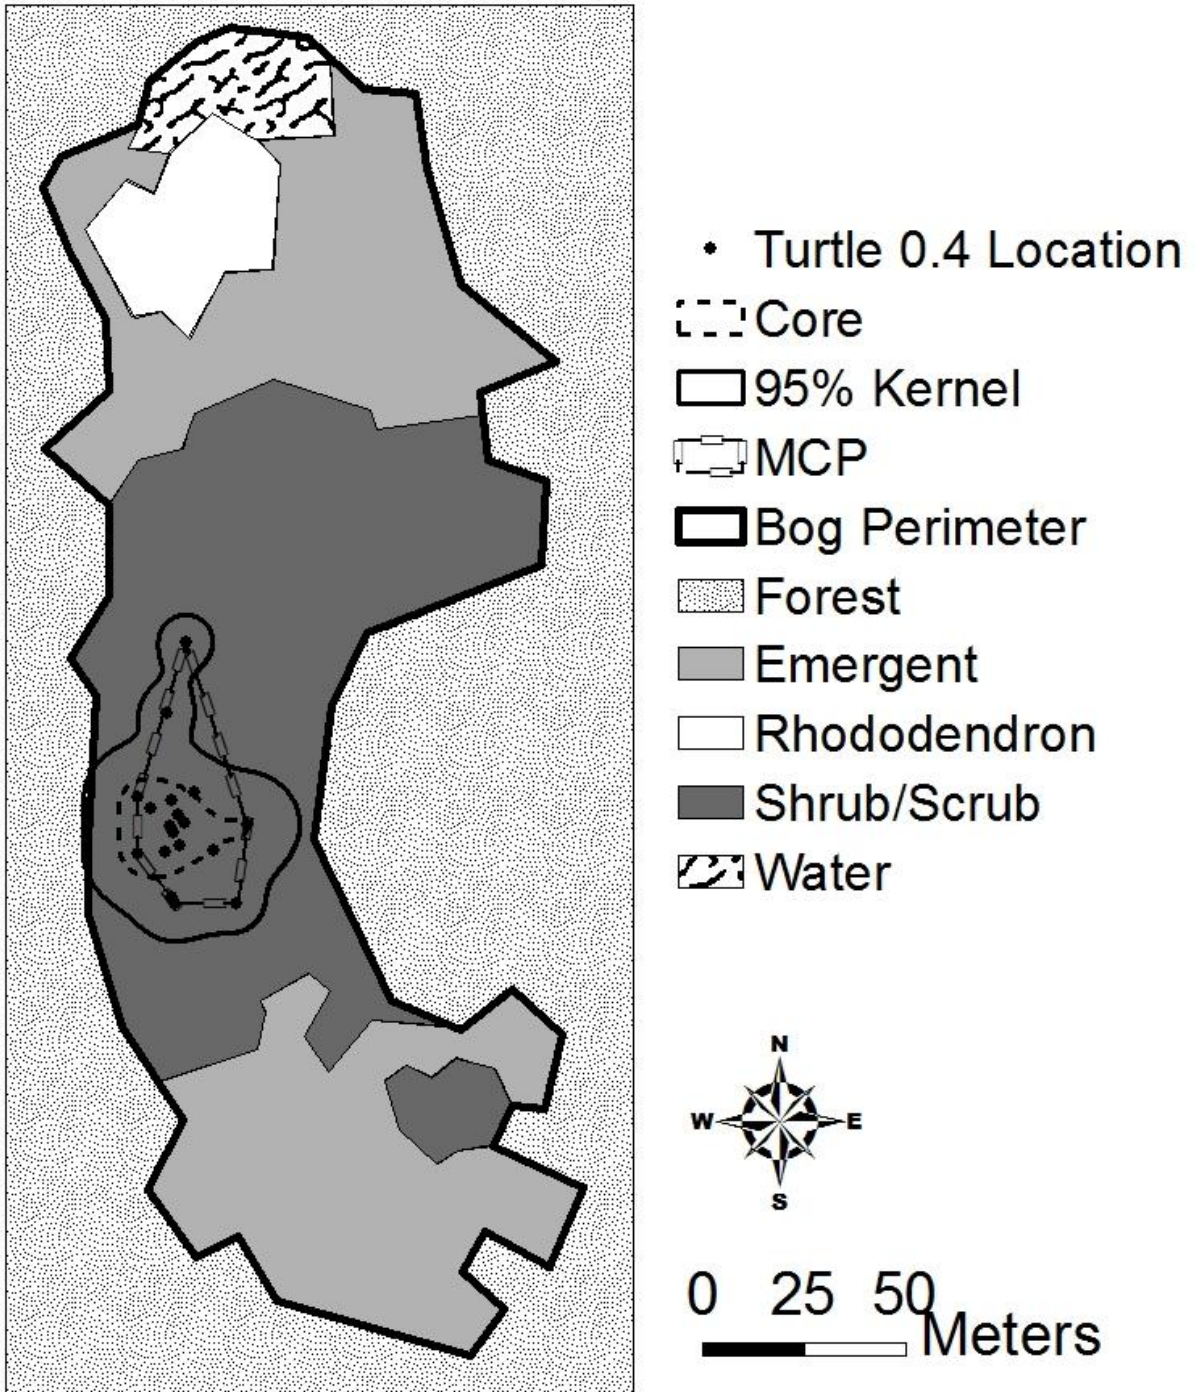 Turtle 0.4 Location
Core
95% Kernel
MCP
Bog Perimeter
Forest
Emergent
Rhododendron
Shrub/Scrub
Water
N
W E
S
0 25 50
Meters